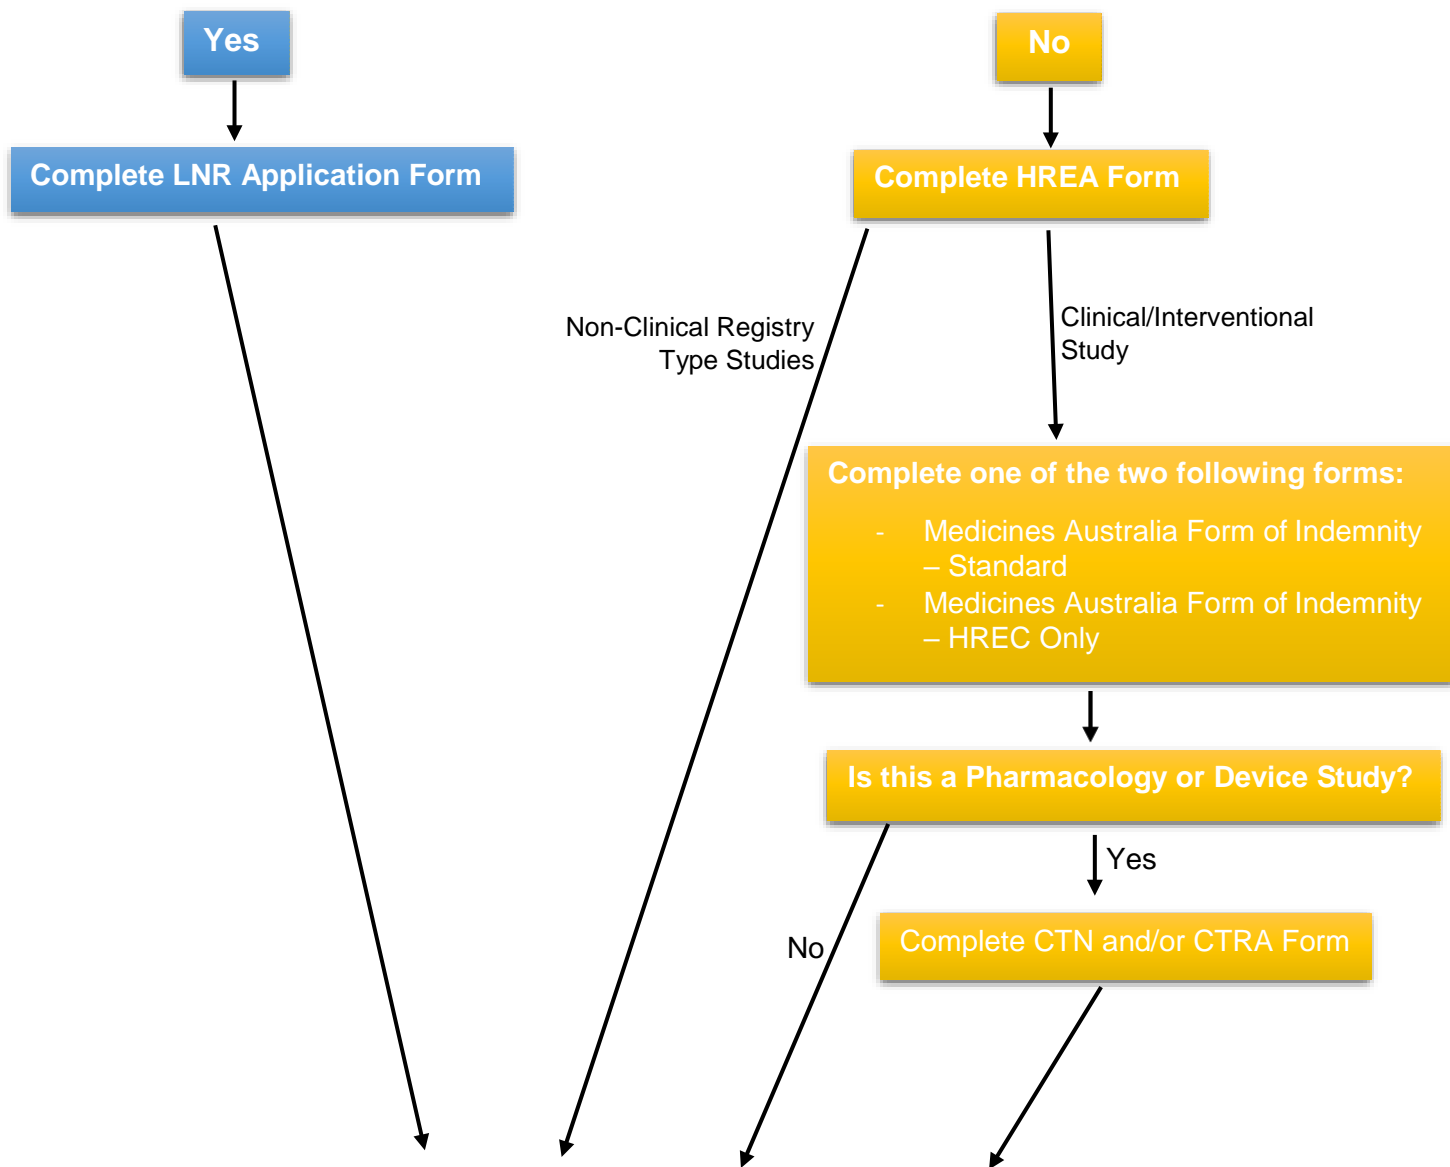 Yes
No
Complete LNR Application Form
Complete HREA Form
Non-Clinical Registry
Type Studies
Clinical/Interventional
Study
Complete one of the two following forms:
- Medicines Australia Form of Indemnity
– Standard
- Medicines Australia Form of Indemnity
– HREC Only
Is this a Pharmacology or Device Study?
Yes
No
Complete CTN and/or CTRA Form